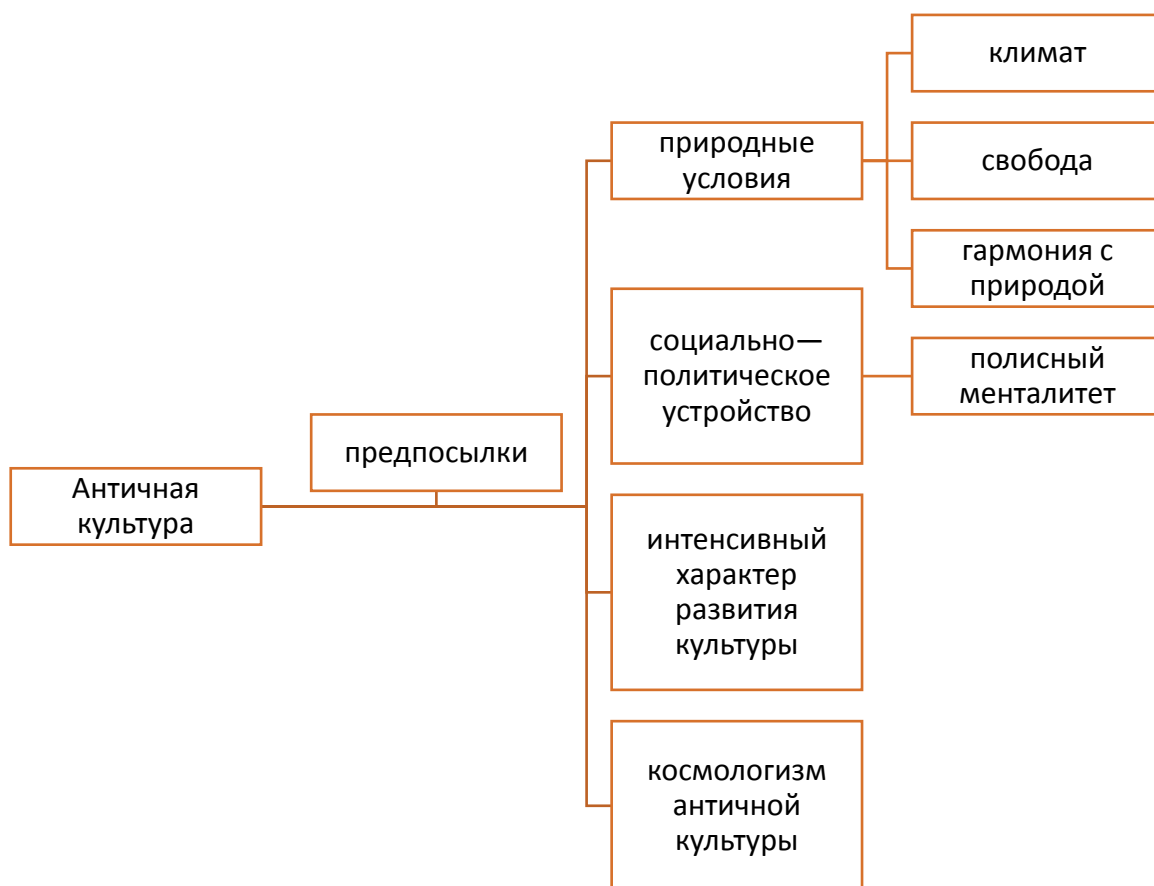 Античная
культура
предпосылки
природные
условия
климат
свобода
гармония с
природой
социально—
политическое
устройство
полисный
менталитет
интенсивный
характер
развития
культуры
космологизм
античной
культуры